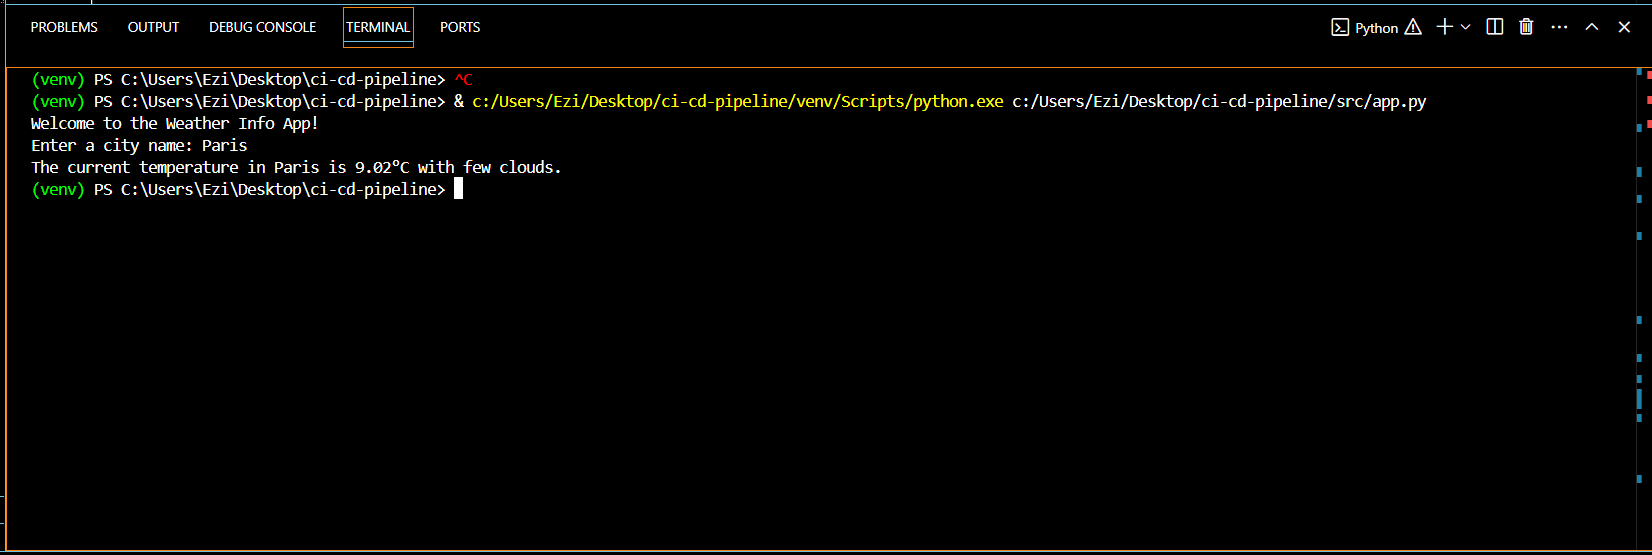 PROBLEMS OUTPUT DEBUG CONSOLE TERMINAL PORTS Python
(venv) PS C:\Users\Ezi\Desktop\ci-cd-pipeline> ^C
(venv) PS C:\Users\Ezi\Desktop\ci-cd-pipeline> & c:/Users/Ezi/Desktop/ci-cd-pipeline/venv/Scripts/python.exe c:/Users/Ezi/Desktop/ci-cd-pipeline/src/app.py
Welcome to the Weather Info App!
Enter a city name: Paris
The current temperature in Paris is 9.02°C with few clouds.
(venv) PS C:\Users\Ezi\Desktop\ci-cd-pipeline>